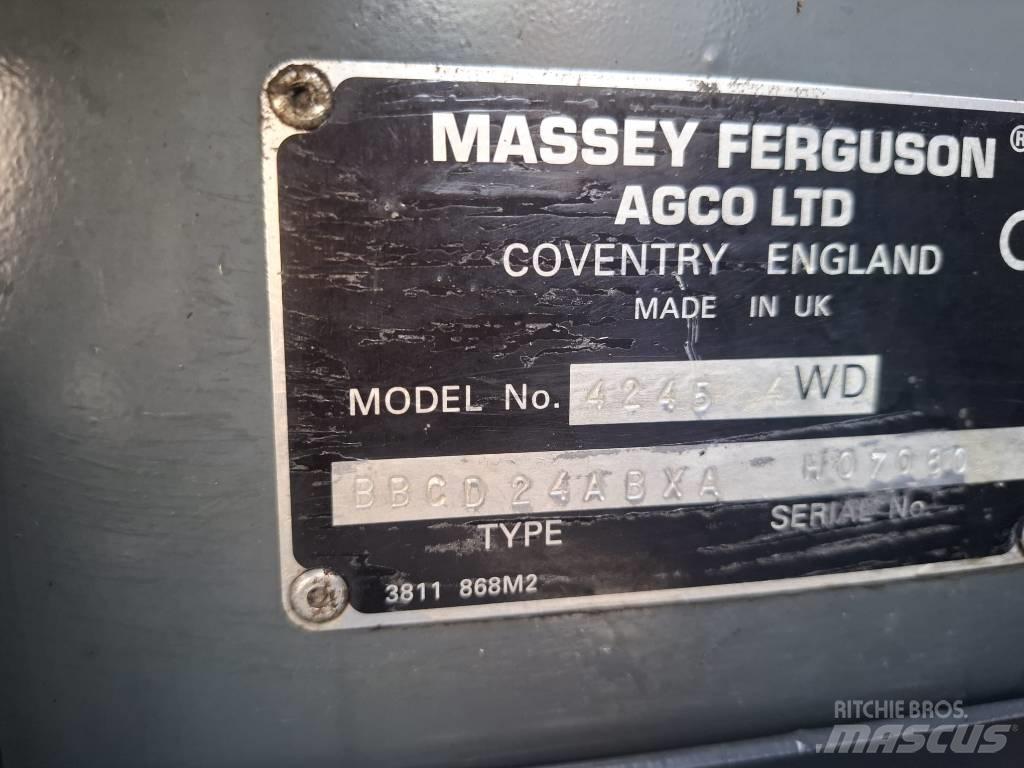 MASSEY FERGUSON ®
AGCO LTD
COVENTRY ENGLAND
MADE IN UK
MODEL No. 4245 4WD
BBCD24ABXA H07080
TYPE SERIAL No.
3811 868M2
RITCHIE BROS.
MASCUS